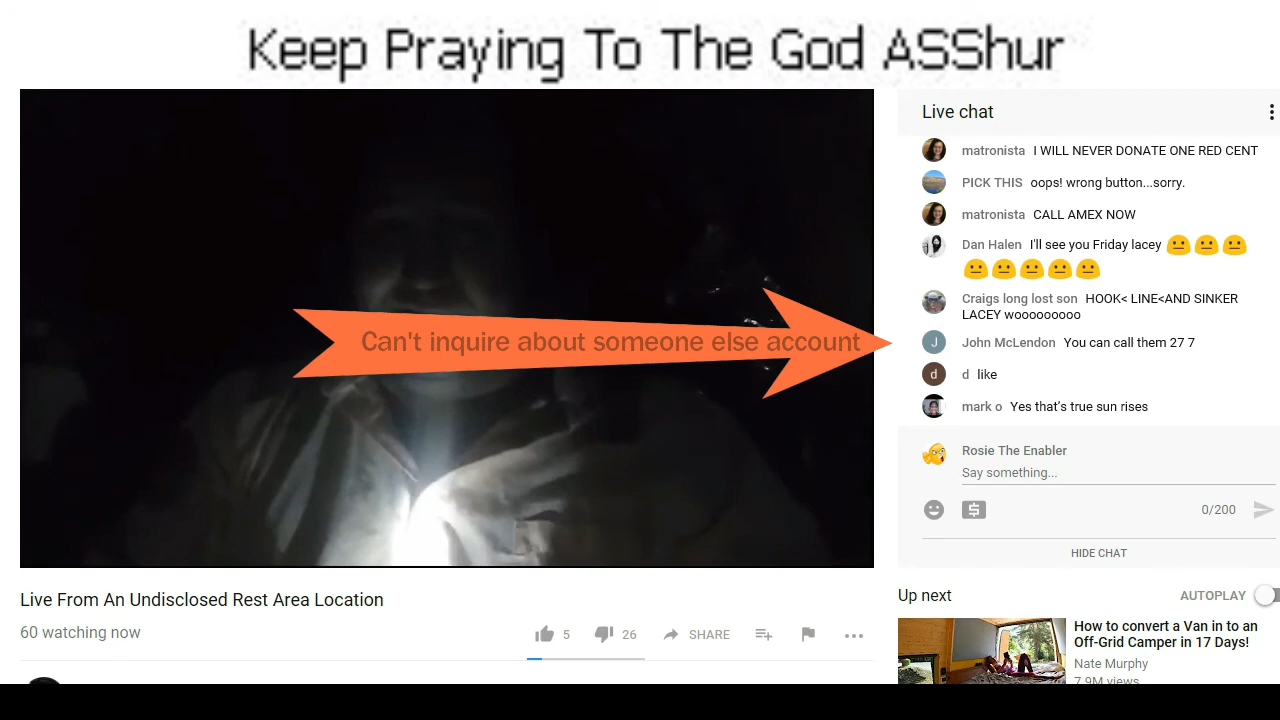 Keep Praying To The God ASShur
Can't inquire about someone else account
Live chat
matronista I WILL NEVER DONATE ONE RED CENT
PICK THIS oops! wrong button...sorry.
matronista CALL AMEX NOW
Dan Halen I'll see you Friday lacey 😐😐😐
😐😐😐😐😐
Craigs long lost son HOOK< LINE<AND SINKER
LACEY wooooooooo
J John McLendon You can call them 27 7
d d like
mark o Yes that's true sun rises
Rosie The Enabler
Say something...
0/200
HIDE CHAT
Live From An Undisclosed Rest Area Location
60 watching now
5 26 SHARE
Up next AUTOPLAY
How to convert a Van in to an
Off-Grid Camper in 17 Days!
Nate Murphy
7.9M views